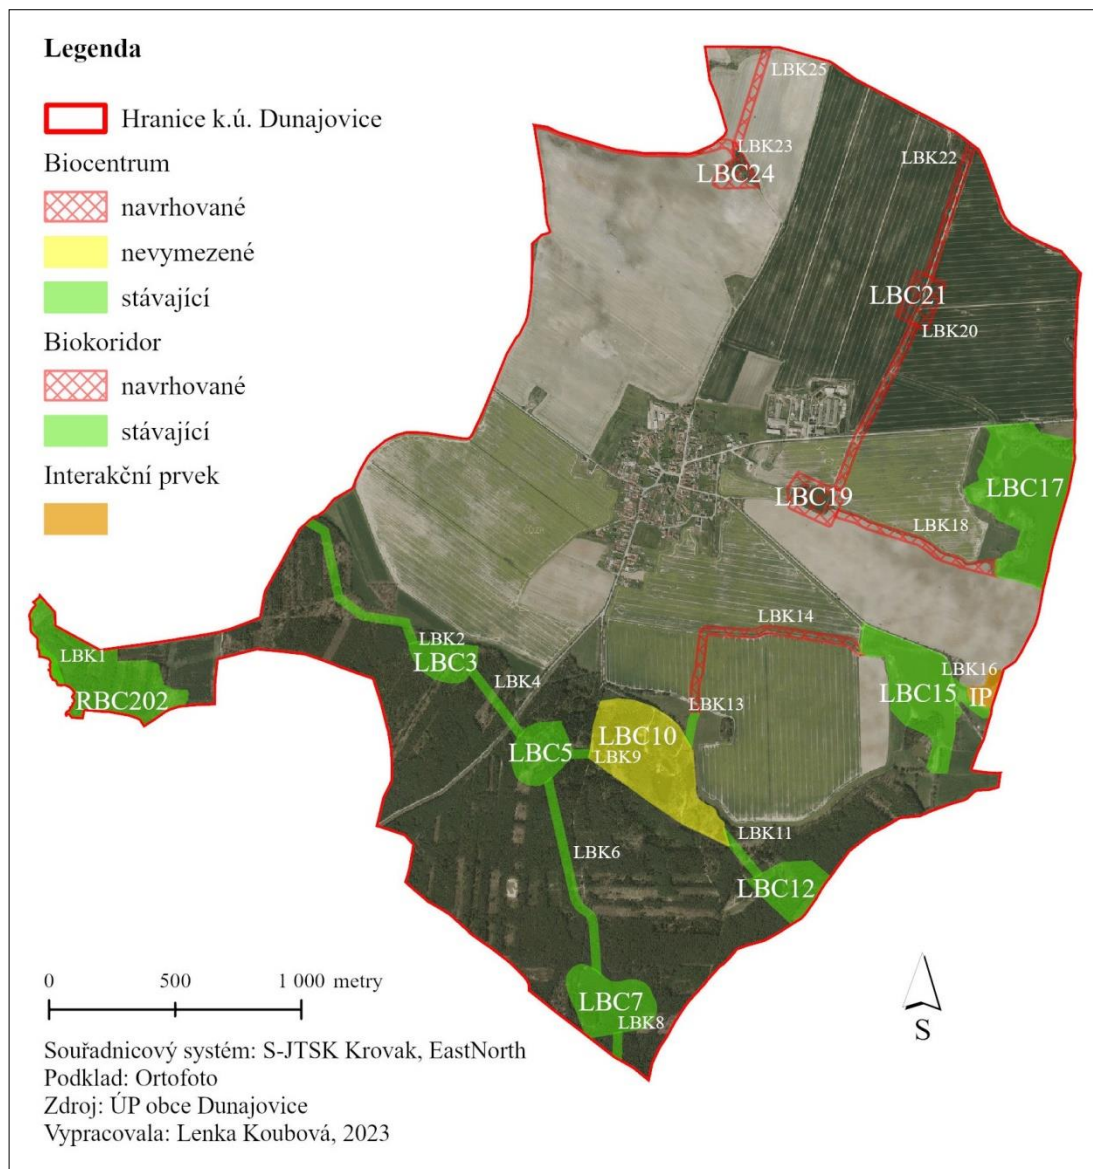 Legenda
Hranice k.ú. Dunajovice
Biocentrum
navrhované
nevymezené
stávající
Biokoridor
navrhované
stávající
Interakční prvek
LBK25
LBK23
LBC24
LBK22
LBC21
LBK20
LBC17
LBC19
LBK18
LBK14
LBK2
LBC3
LBK1
RBC202
LBK4
LBK16
LBC15
IP
LBK13
LBC10
LBC5
LBK9
LBK11
LBK6
LBC12
LBC7
LBK8
0 500 1 000 metry
S
Souřadnicový systém: S-JTSK Krovak, EastNorth
Podklad: Ortofoto
Zdroj: ÚP obce Dunajovice
Vypracovala: Lenka Koubová, 2023